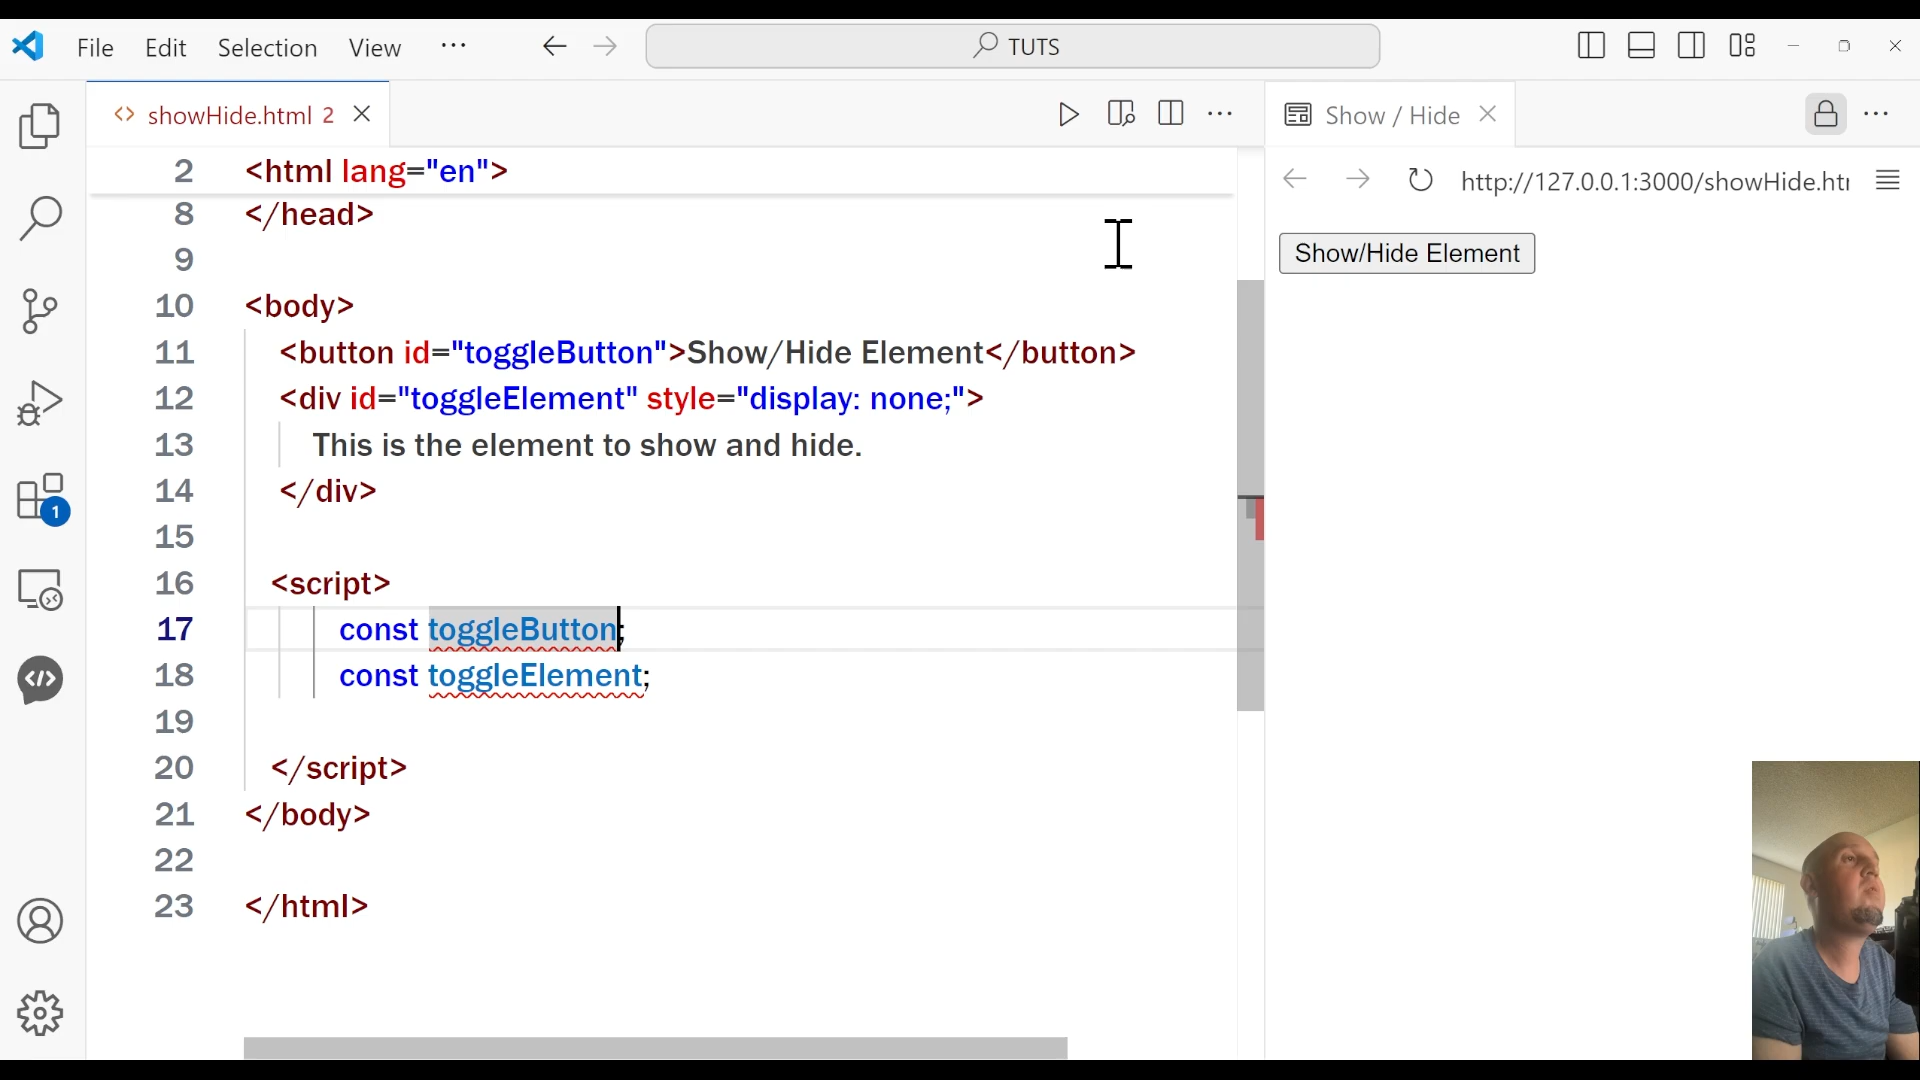 File Edit Selection View ···
TUTS
showHide.html 2
Show / Hide
http://127.0.0.1:3000/showHide.htı
2 <html lang="en">
8 </head>
9
10 <body>
11 <button id="toggleButton">Show/Hide Element</button>
12 <div id="toggleElement" style="display: none;">
13 This is the element to show and hide.
14 </div>
15
16 <script>
17 const toggleButton;
18 const toggleElement;
19
20 </script>
21 </body>
22
23 </html>
1
Show/Hide Element